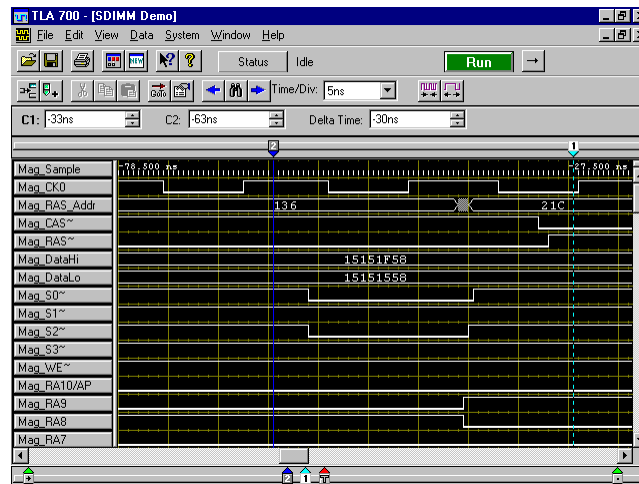 TLA 700 - [SDIMM Demo]
File Edit View Data System Window Help
NEW Status Idle Run
Goto Time/Div: 5ns
C1: -33ns C2: -63ns Delta Time: -30ns
2 1
Mag_Sample -78.500 ns -27.500 ns
Mag_CK0
Mag_RAS_Addr 136 21C
Mag_CAS~
Mag_RAS~
Mag_DataHi 15151F58
Mag_DataLo 15151558
Mag_S0~
Mag_S1~
Mag_S2~
Mag_S3~
Mag_WE~
Mag_RA10/AP
Mag_RA9
Mag_RA8
Mag_RA7
2 1 T